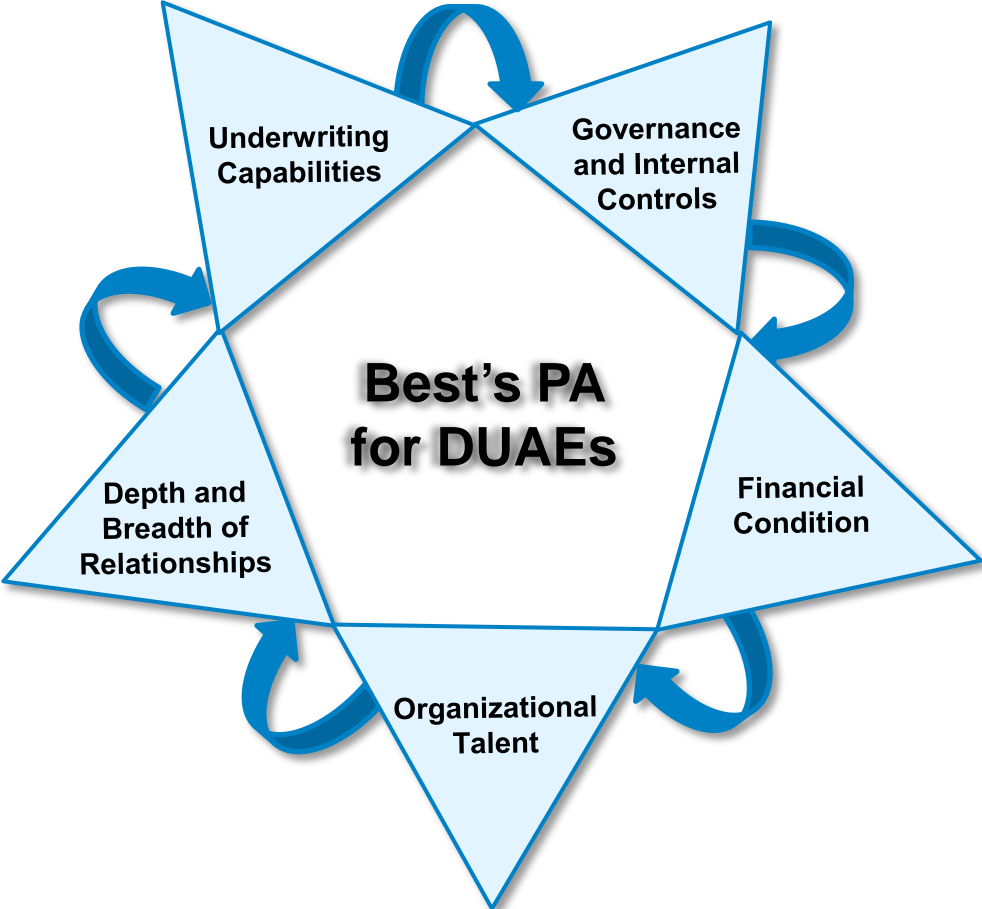 Underwriting
Capabilities
Governance
and Internal
Controls
Best’s PA
for DUAEs
Financial
Condition
Depth and
Breadth of
Relationships
Organizational
Talent